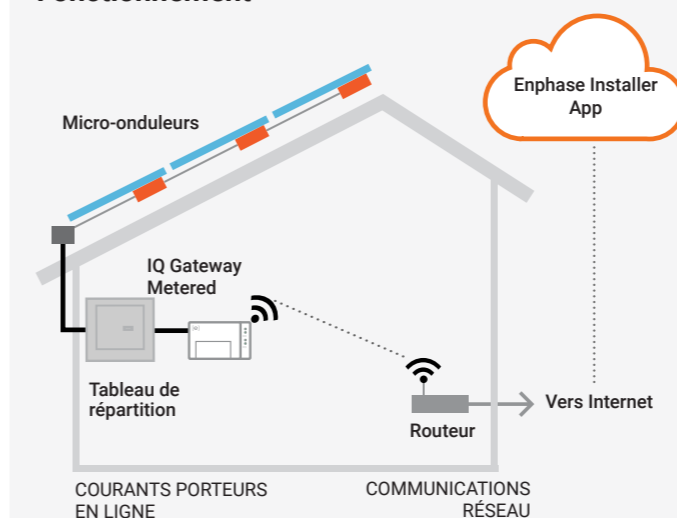 Fonctionnement
Enphase Installer
App
Micro-onduleurs
IQ Gateway
Metered
Tableau de
répartition
Vers Internet
Routeur
COURANTS PORTEURS
EN LIGNE
COMMUNICATIONS
RÉSEAU